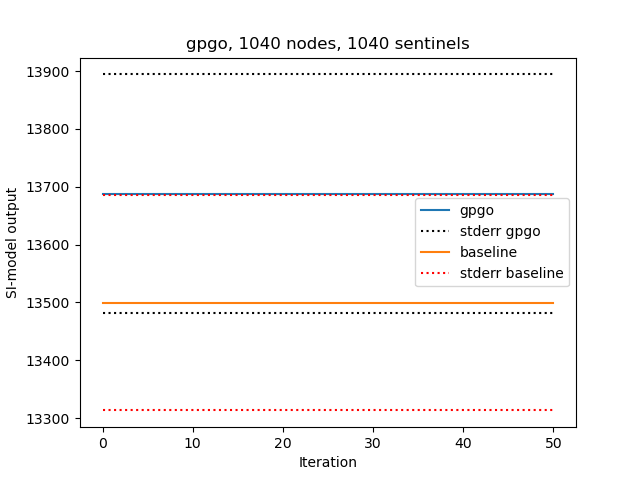 gpgo, 1040 nodes, 1040 sentinels
SI-model output
13900
13800
13700
13600
13500
13400
13300
gpgo
stderr gpgo
baseline
stderr baseline
0
10
20
30
40
50
Iteration